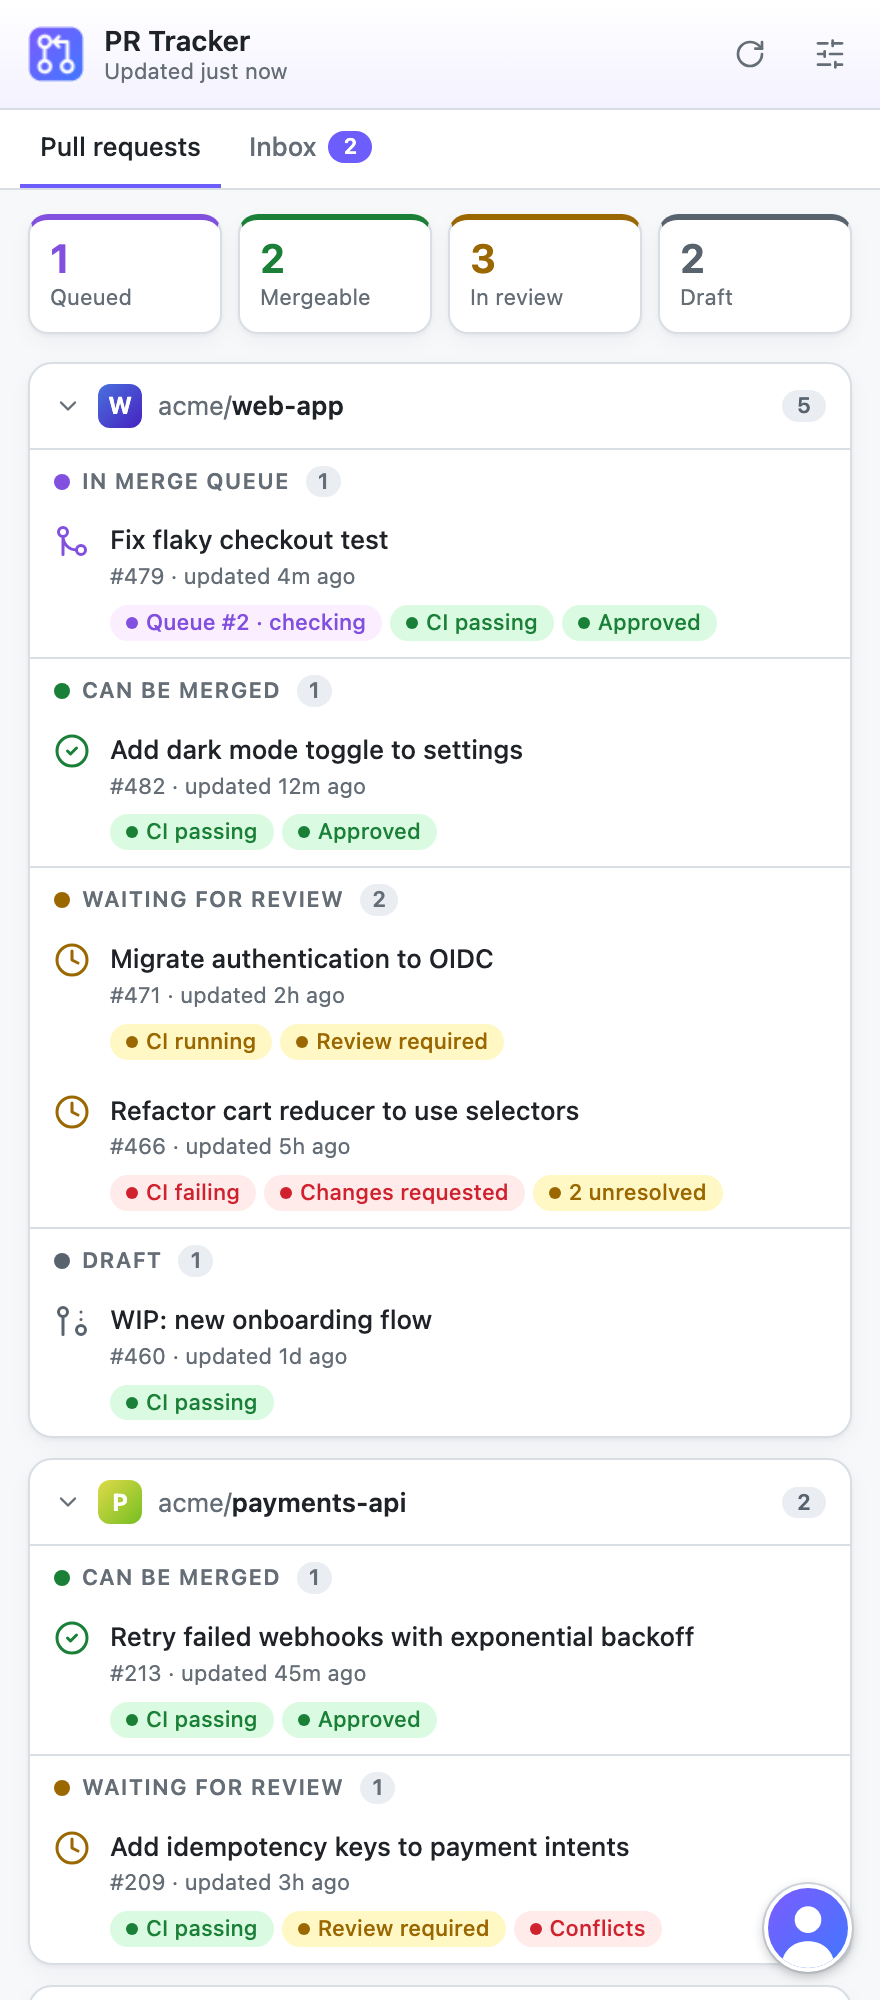 PR Tracker
Updated just now
Pull requests
Inbox 2
1
Queued
2
Mergeable
3
In review
2
Draft
W acme/web-app 5
IN MERGE QUEUE 1
Fix flaky checkout test
#479 · updated 4m ago
Queue #2 · checking CI passing Approved
CAN BE MERGED 1
Add dark mode toggle to settings
#482 · updated 12m ago
CI passing Approved
WAITING FOR REVIEW 2
Migrate authentication to OIDC
#471 · updated 2h ago
CI running Review required
Refactor cart reducer to use selectors
#466 · updated 5h ago
CI failing Changes requested 2 unresolved
DRAFT 1
WIP: new onboarding flow
#460 · updated 1d ago
CI passing
P acme/payments-api 2
CAN BE MERGED 1
Retry failed webhooks with exponential backoff
#213 · updated 45m ago
CI passing Approved
WAITING FOR REVIEW 1
Add idempotency keys to payment intents
#209 · updated 3h ago
CI passing Review required Conflicts